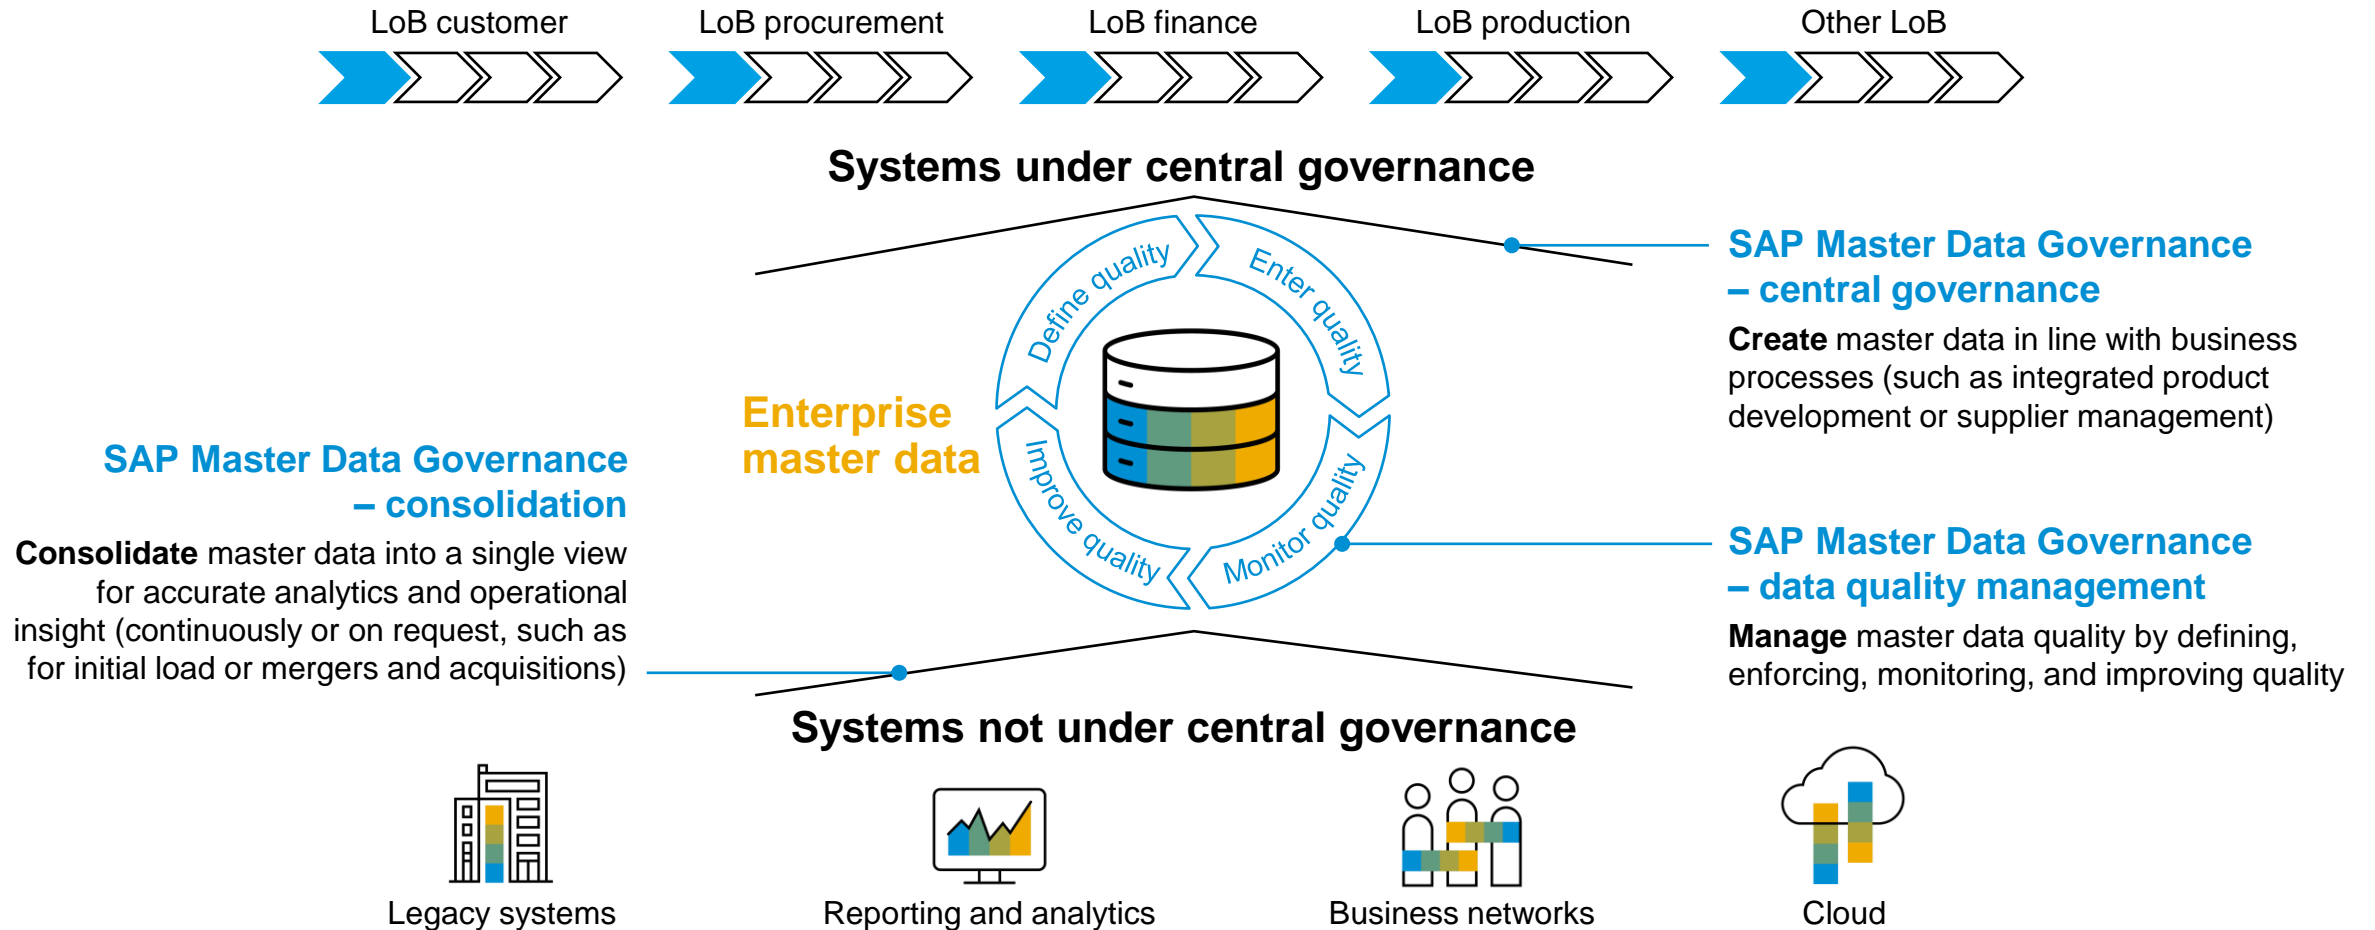 LoB customer
LoB procurement
LoB finance
LoB production
Other LoB
Systems under central governance
Define quality
Enter quality
Monitor quality
Improve quality
Enterprise
master data
SAP Master Data Governance
– central governance
Create master data in line with business
processes (such as integrated product
development or supplier management)
SAP Master Data Governance
– consolidation
Consolidate master data into a single view
for accurate analytics and operational
insight (continuously or on request, such as
for initial load or mergers and acquisitions)
SAP Master Data Governance
– data quality management
Manage master data quality by defining,
enforcing, monitoring, and improving quality
Systems not under central governance
Legacy systems
Reporting and analytics
Business networks
Cloud